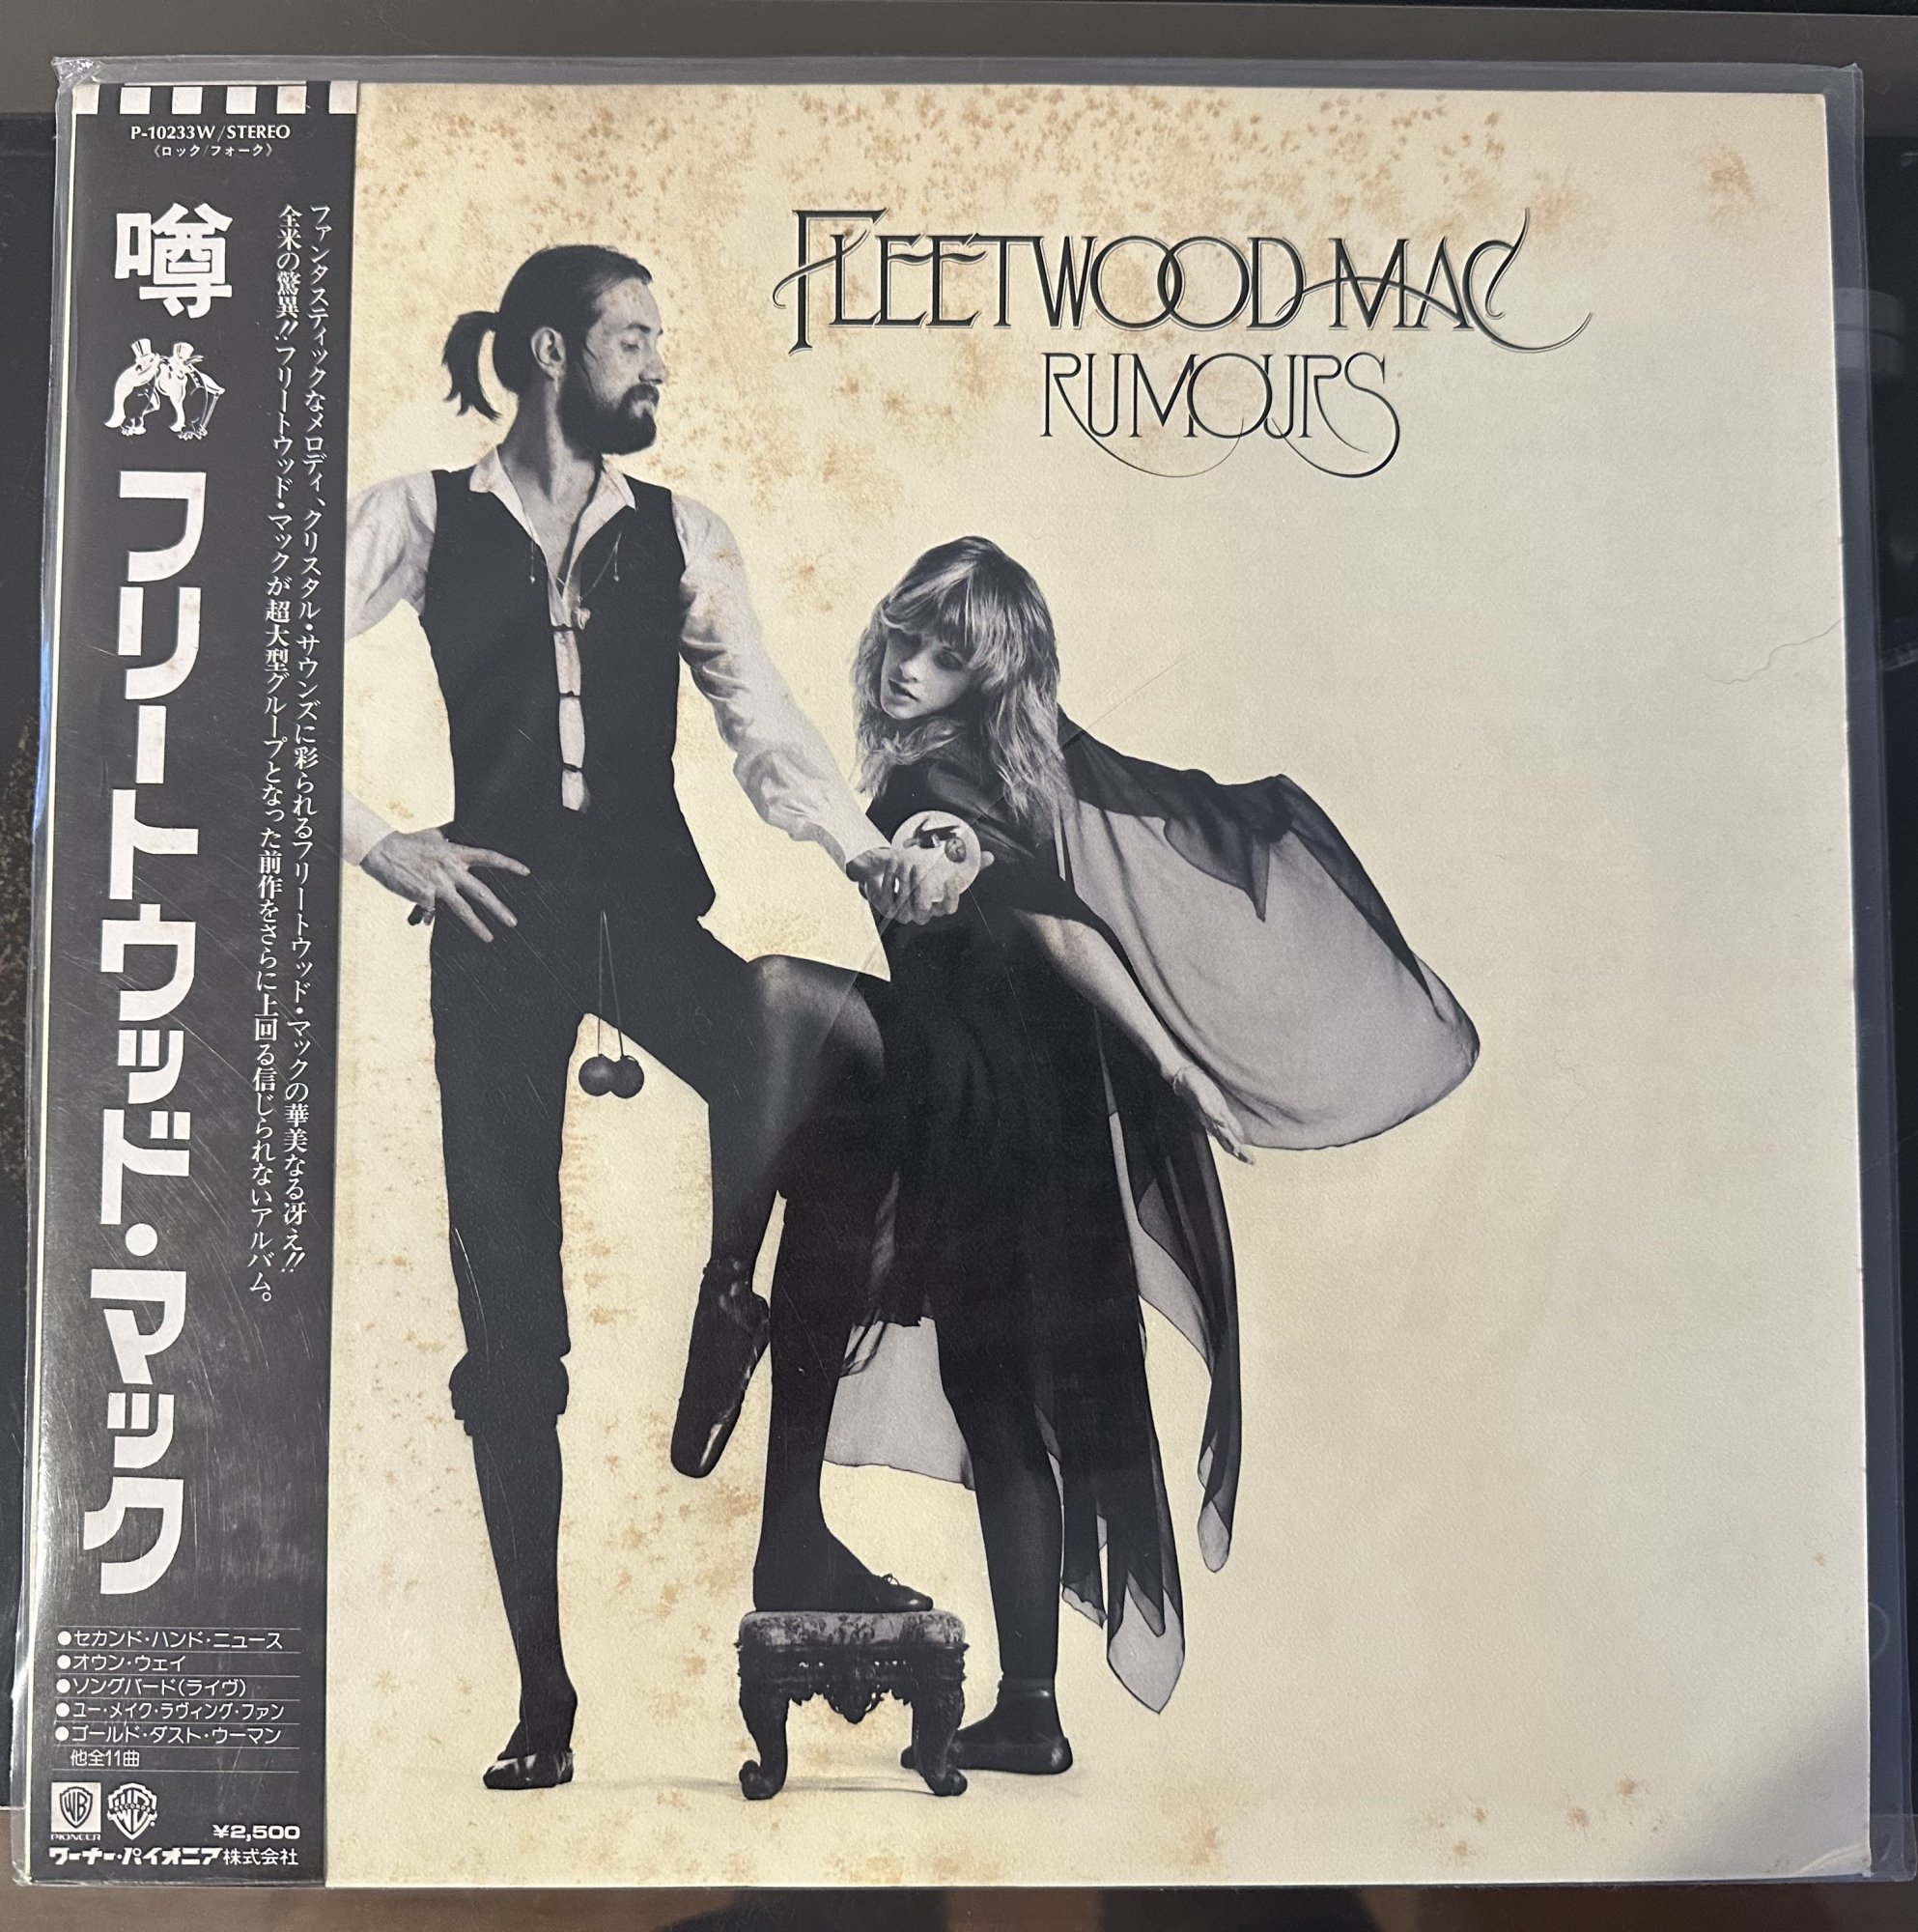 P-10233W/STEREO
《ロック/フォーク》
噂
フリートウッド・マック
ファンタスティックなメロディ、クリスタル・サウンズに彩られるフリートウッド・マックの華美なる冴え!!
全米の驚異!!フリートウッド・マックが超大型グループとなった前作をさらに上回る信じられないアルバム。
●セカンド・ハンド・ニュース
●オウン・ウェイ
●ソングバード(ライヴ)
●ユー・メイク・ラヴィング・ファン
●ゴールド・ダスト・ウーマン
他全11曲
WB
PIONEER
¥2,500
ワーナー・パイオニア株式会社
FLEETWOOD MAC
RUMOURS